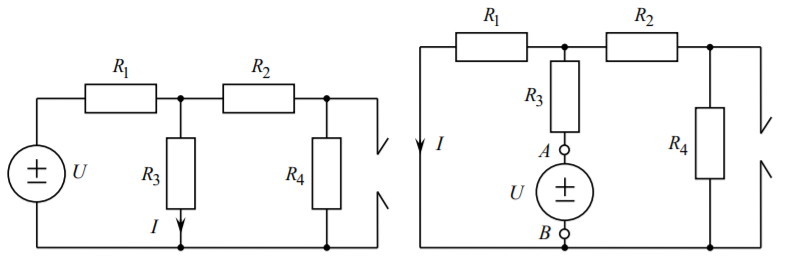 R₁ R₂
U R₃ R₄
I
R₁ R₂
R₃
I A R₄
U
B